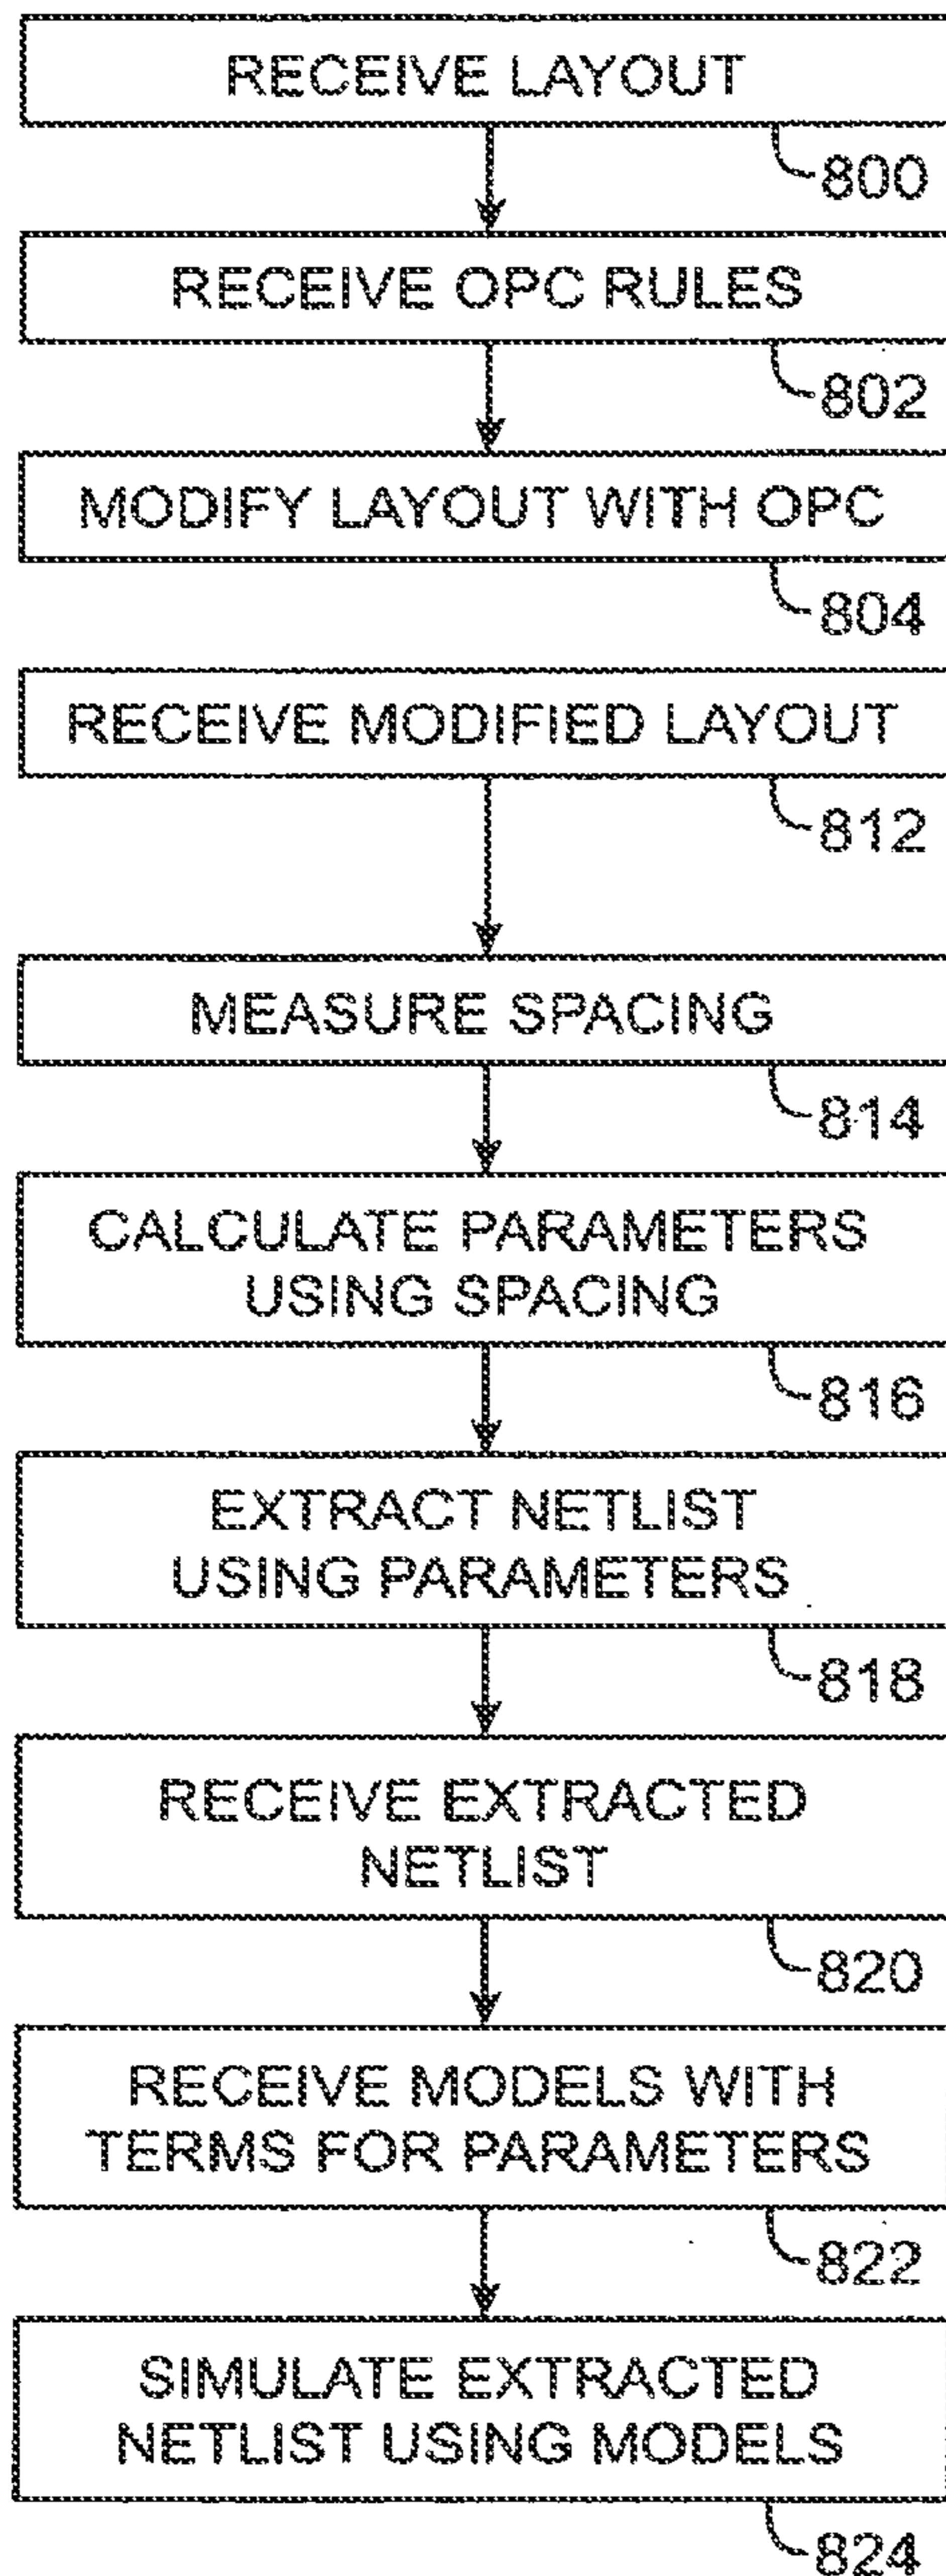 RECEIVE LAYOUT
800
RECEIVE OPC RULES
802
MODIFY LAYOUT WITH OPC
804
RECEIVE MODIFIED LAYOUT
812
MEASURE SPACING
814
CALCULATE PARAMETERS
USING SPACING
816
EXTRACT NETLIST
USING PARAMETERS
818
RECEIVE EXTRACTED
NETLIST
820
RECEIVE MODELS WITH
TERMS FOR PARAMETERS
822
SIMULATE EXTRACTED
NETLIST USING MODELS
824